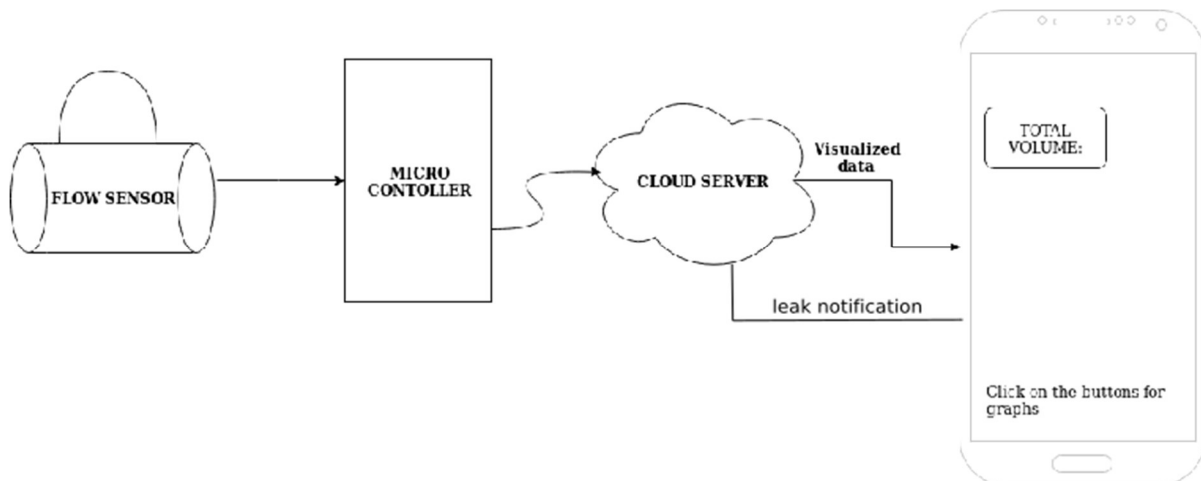 FLOW SENSOR
MICRO
CONTOLLER
CLOUD SERVER
Visualized
data
leak notification
TOTAL
VOLUME:
Click on the buttons for
graphs